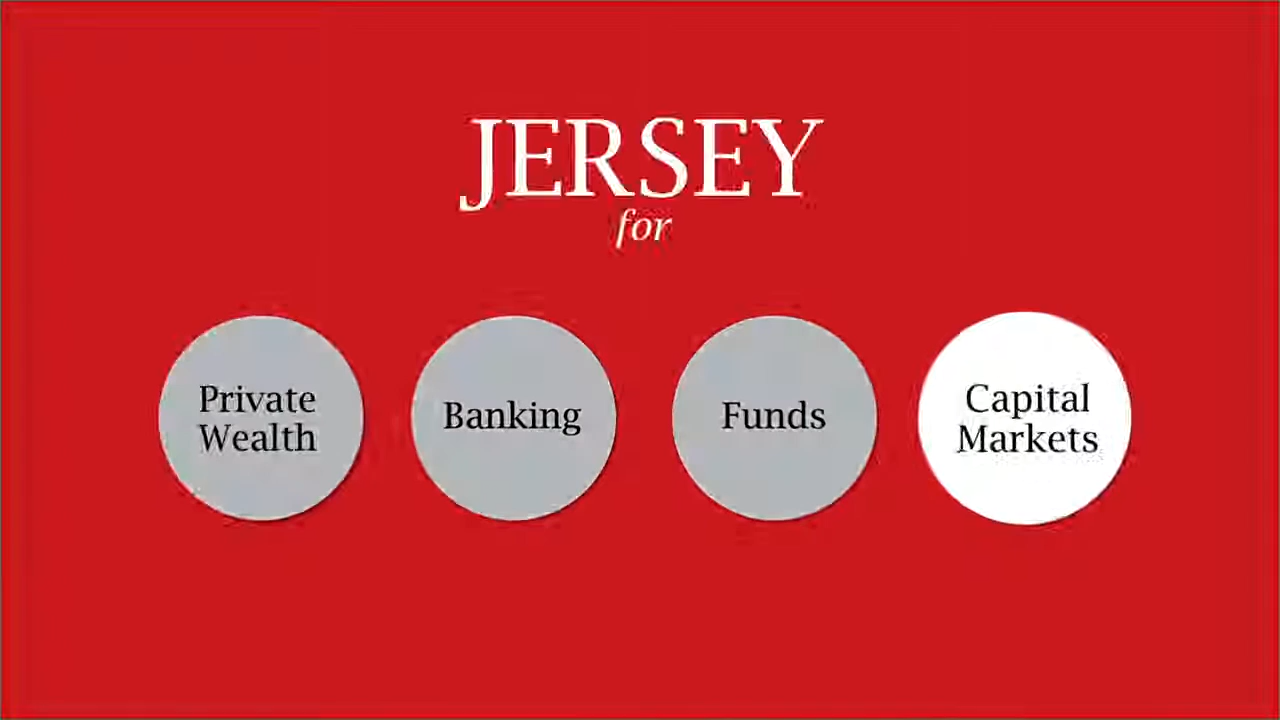 JERSEY
for
Private
Wealth
Banking
Funds
Capital
Markets